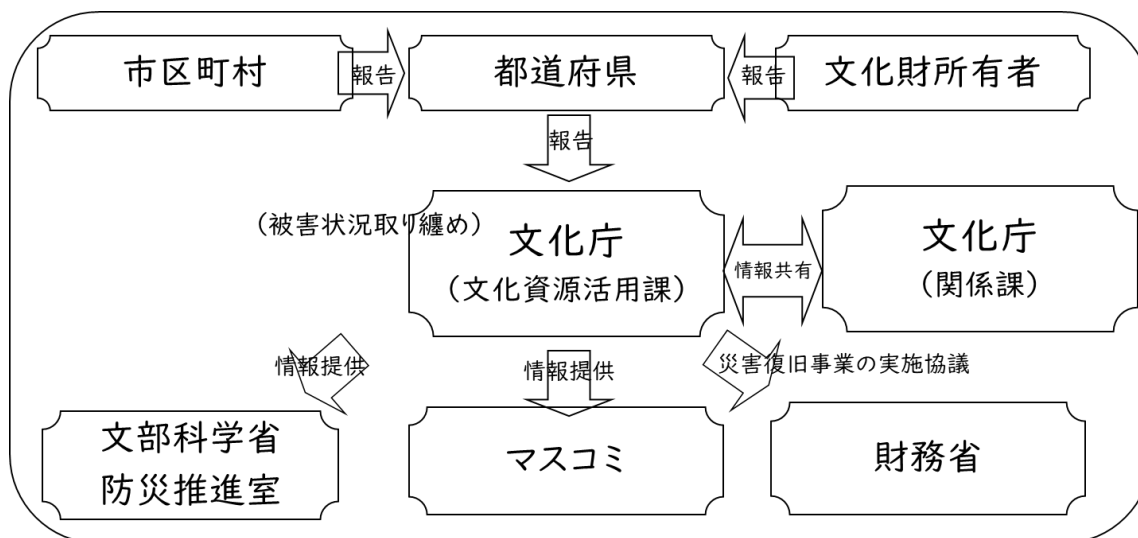 市区町村
報告
都道府県
報告
文化財所有者
報告
(被害状況取り纏め)
文化庁
(文化資源活用課)
情報共有
文化庁
(関係課)
情報提供
情報提供
災害復旧事業の実施協議
文部科学省
防災推進室
マスコミ
財務省